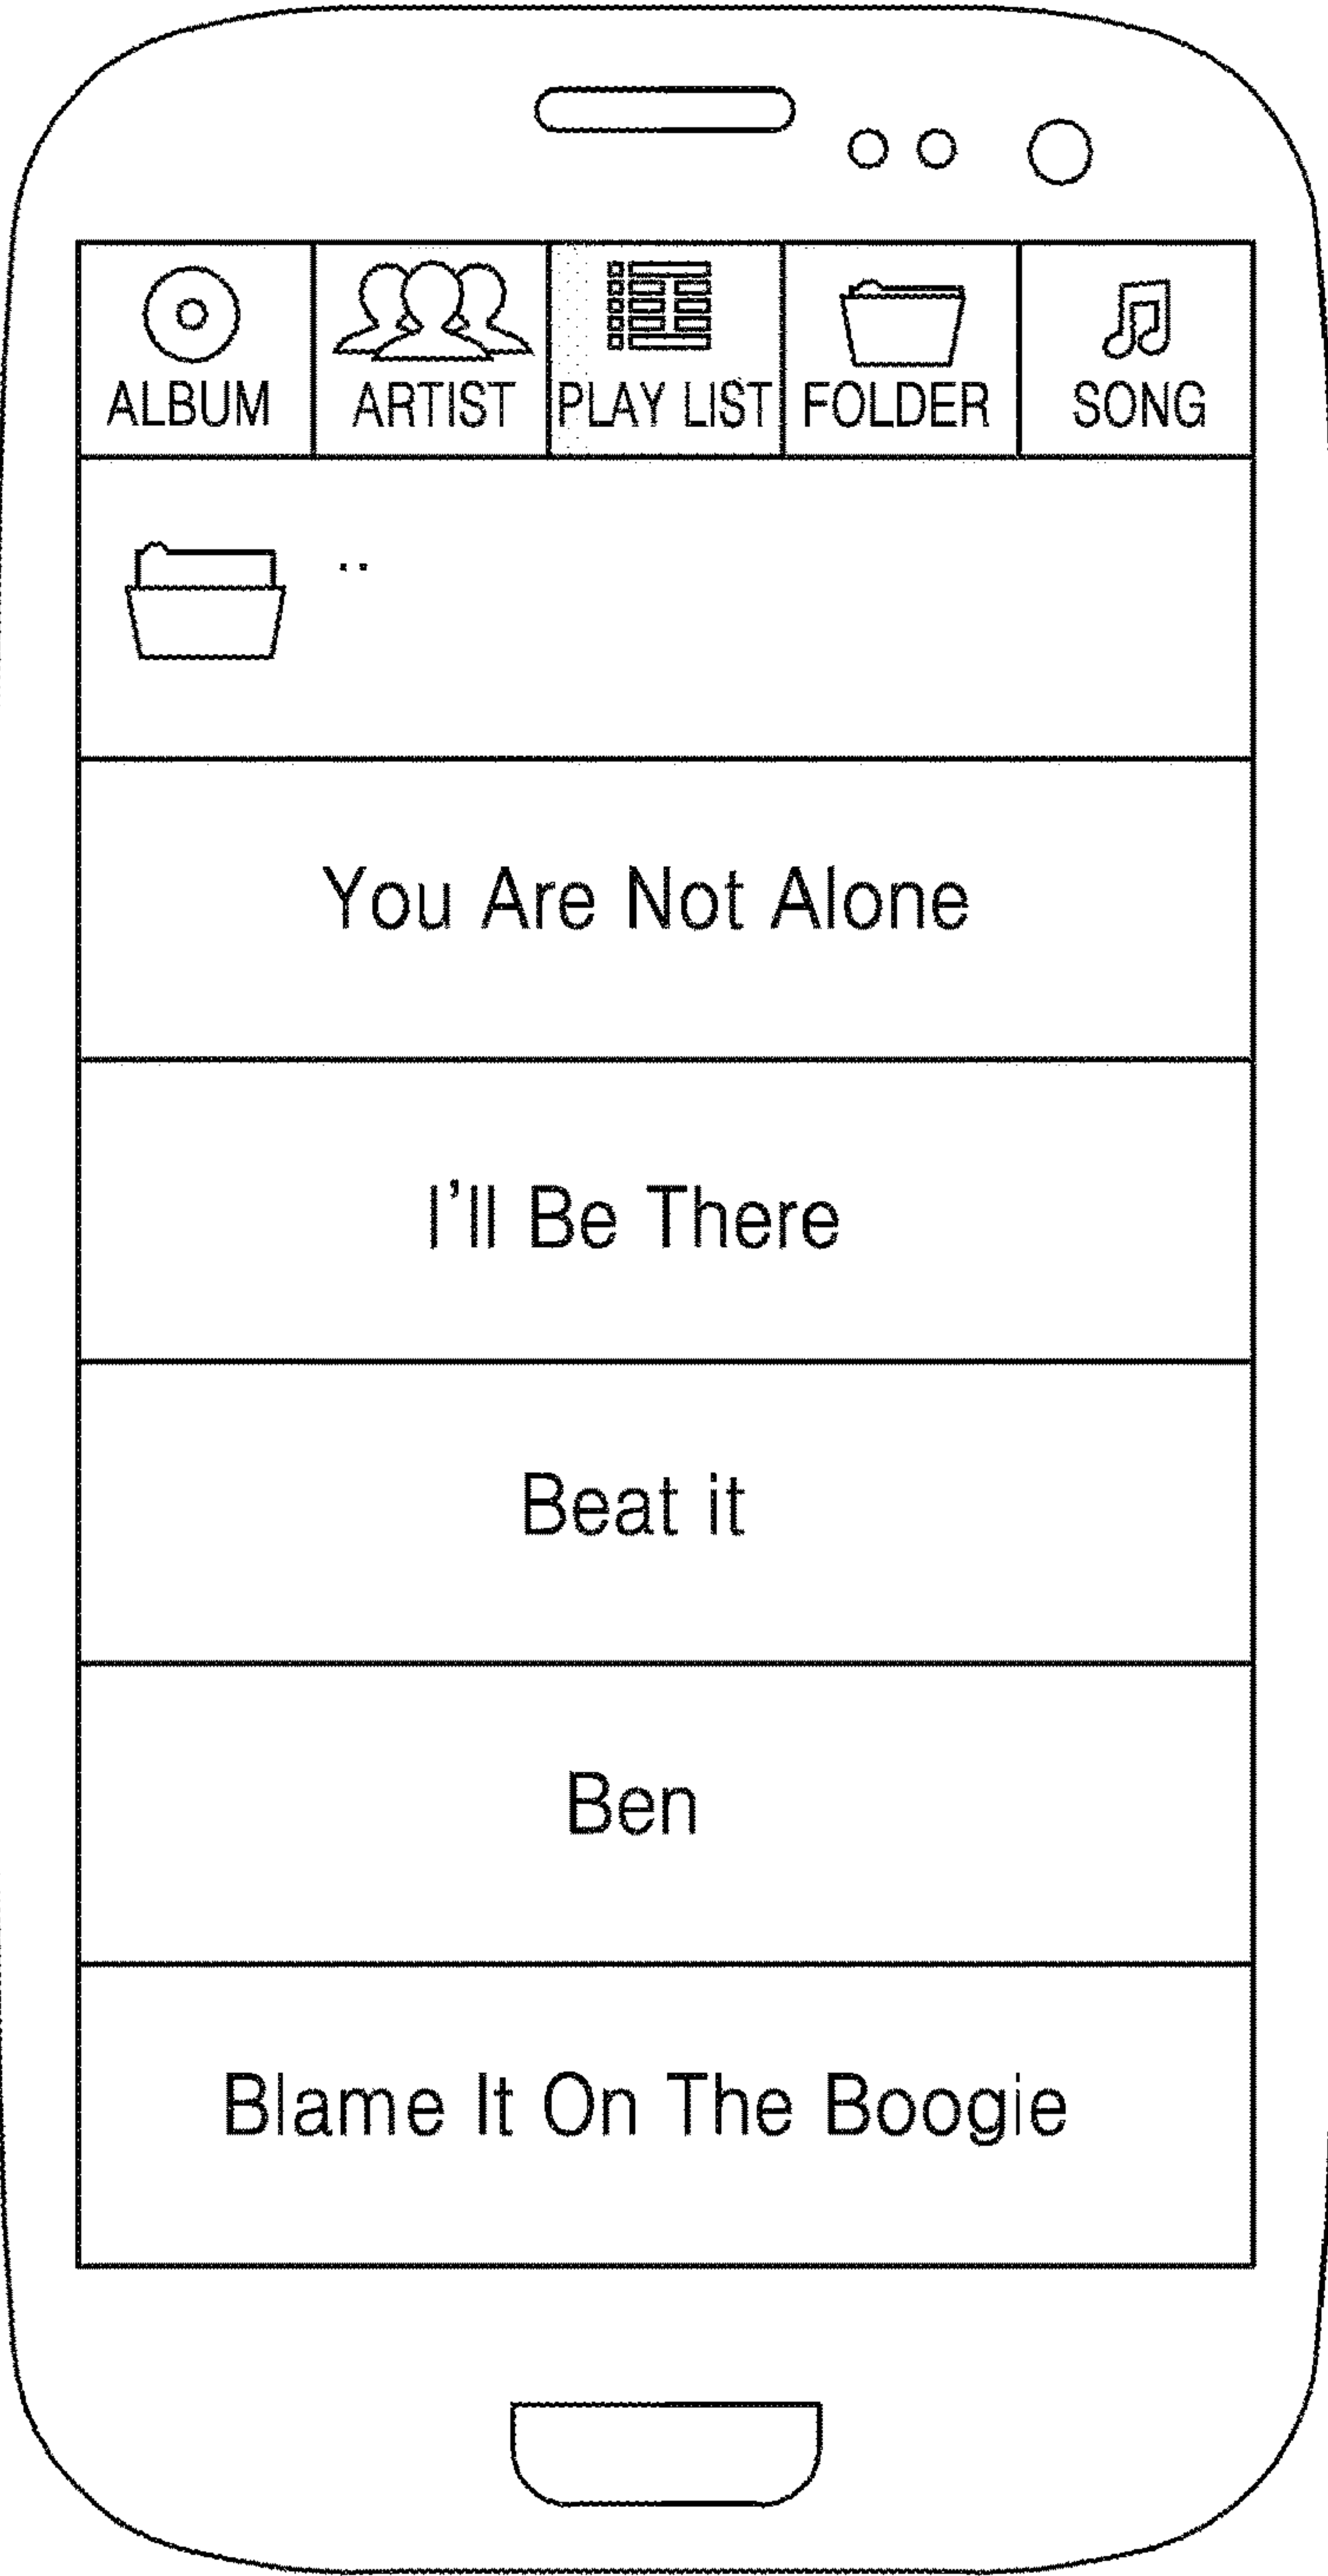 ALBUM ARTIST PLAY LIST FOLDER SONG
..
You Are Not Alone
I'll Be There
Beat it
Ben
Blame It On The Boogie